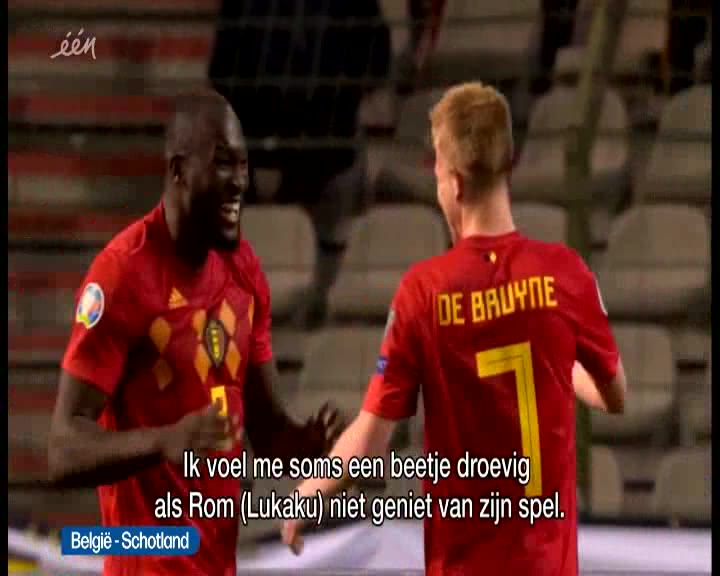 één
DE BRUYNE
7
Ik voel me soms een beetje droevig
als Rom (Lukaku) niet geniet van zijn spel.
België - Schotland